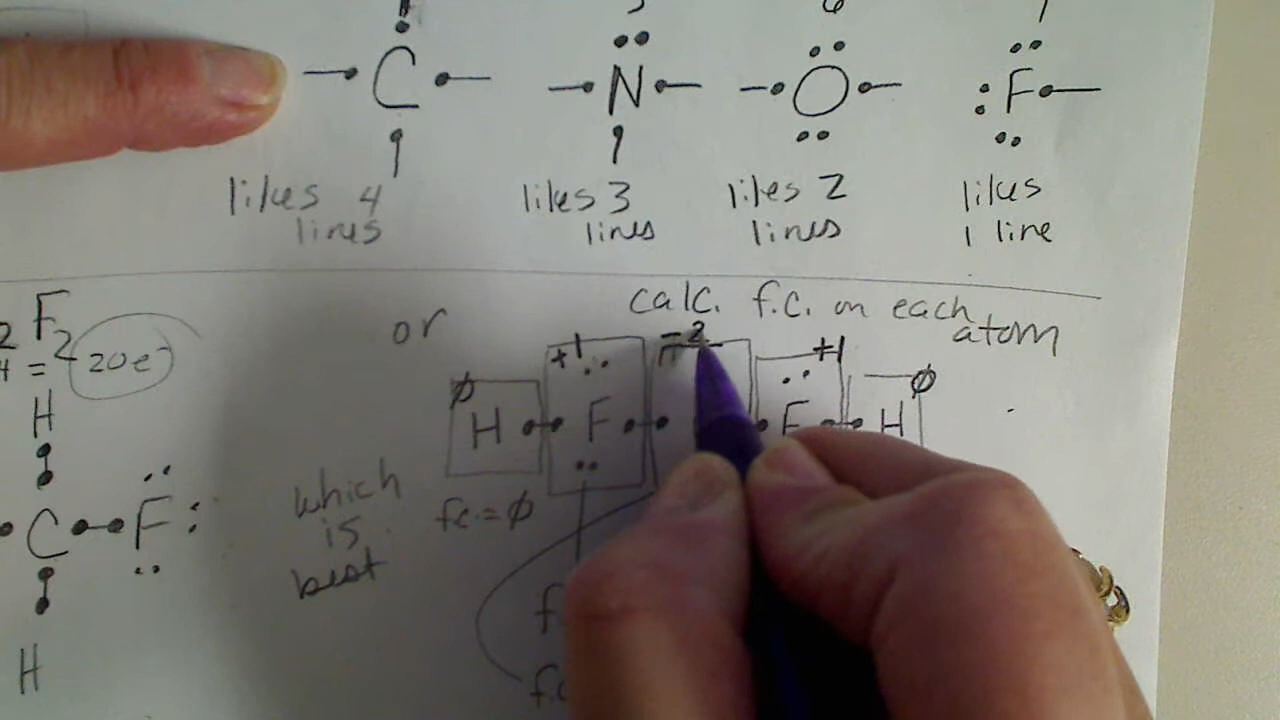 C N O F
likes 4 likes 3 likes 2 likes
lines lines lines 1 line
F2 or calc. f.c. on each
atom
= 20e-
+1 -2 +1
ø ø
H H F F H
which
is
best
fc = ø
C F
H